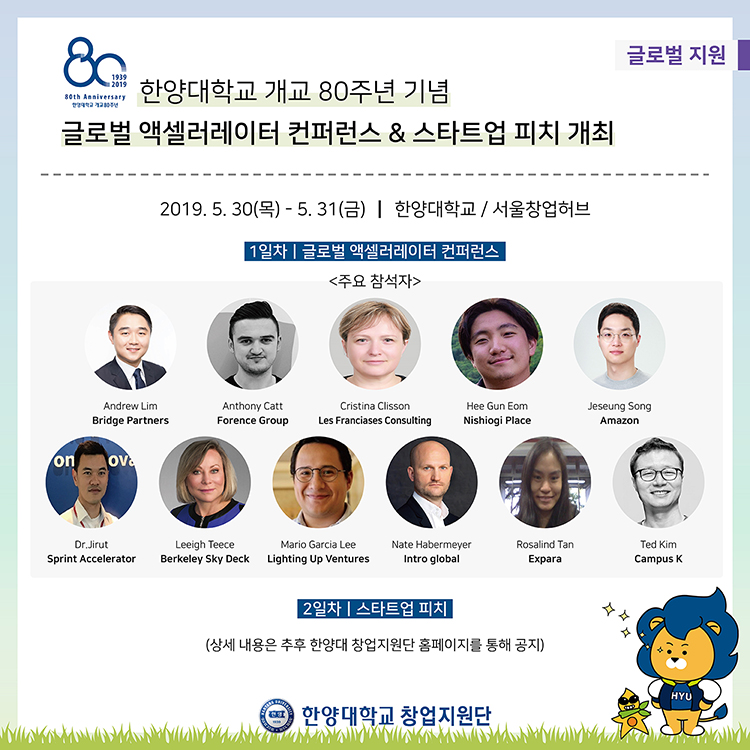 글로벌 지원
1939
2019
80th Anniversary
한양대학교 개교80주년
한양대학교 개교 80주년 기념
글로벌 액셀러레이터 컨퍼런스 & 스타트업 피치 개최
2019. 5. 30(목) - 5. 31(금) | 한양대학교 / 서울창업허브
1일차 | 글로벌 액셀러레이터 컨퍼런스
<주요 참석자>
Andrew Lim
Bridge Partners
Anthony Catt
Forence Group
Cristina Clisson
Les Franciases Consulting
Hee Gun Eom
Nishiogi Place
Jeseung Song
Amazon
Dr.Jirut
Sprint Accelerator
Leeigh Teece
Berkeley Sky Deck
Mario Garcia Lee
Lighting Up Ventures
Nate Habermeyer
Intro global
Rosalind Tan
Expara
Ted Kim
Campus K
2일차 | 스타트업 피치
(상세 내용은 추후 한양대 창업지원단 홈페이지를 통해 공지)
HYU
한양대학교 창업지원단